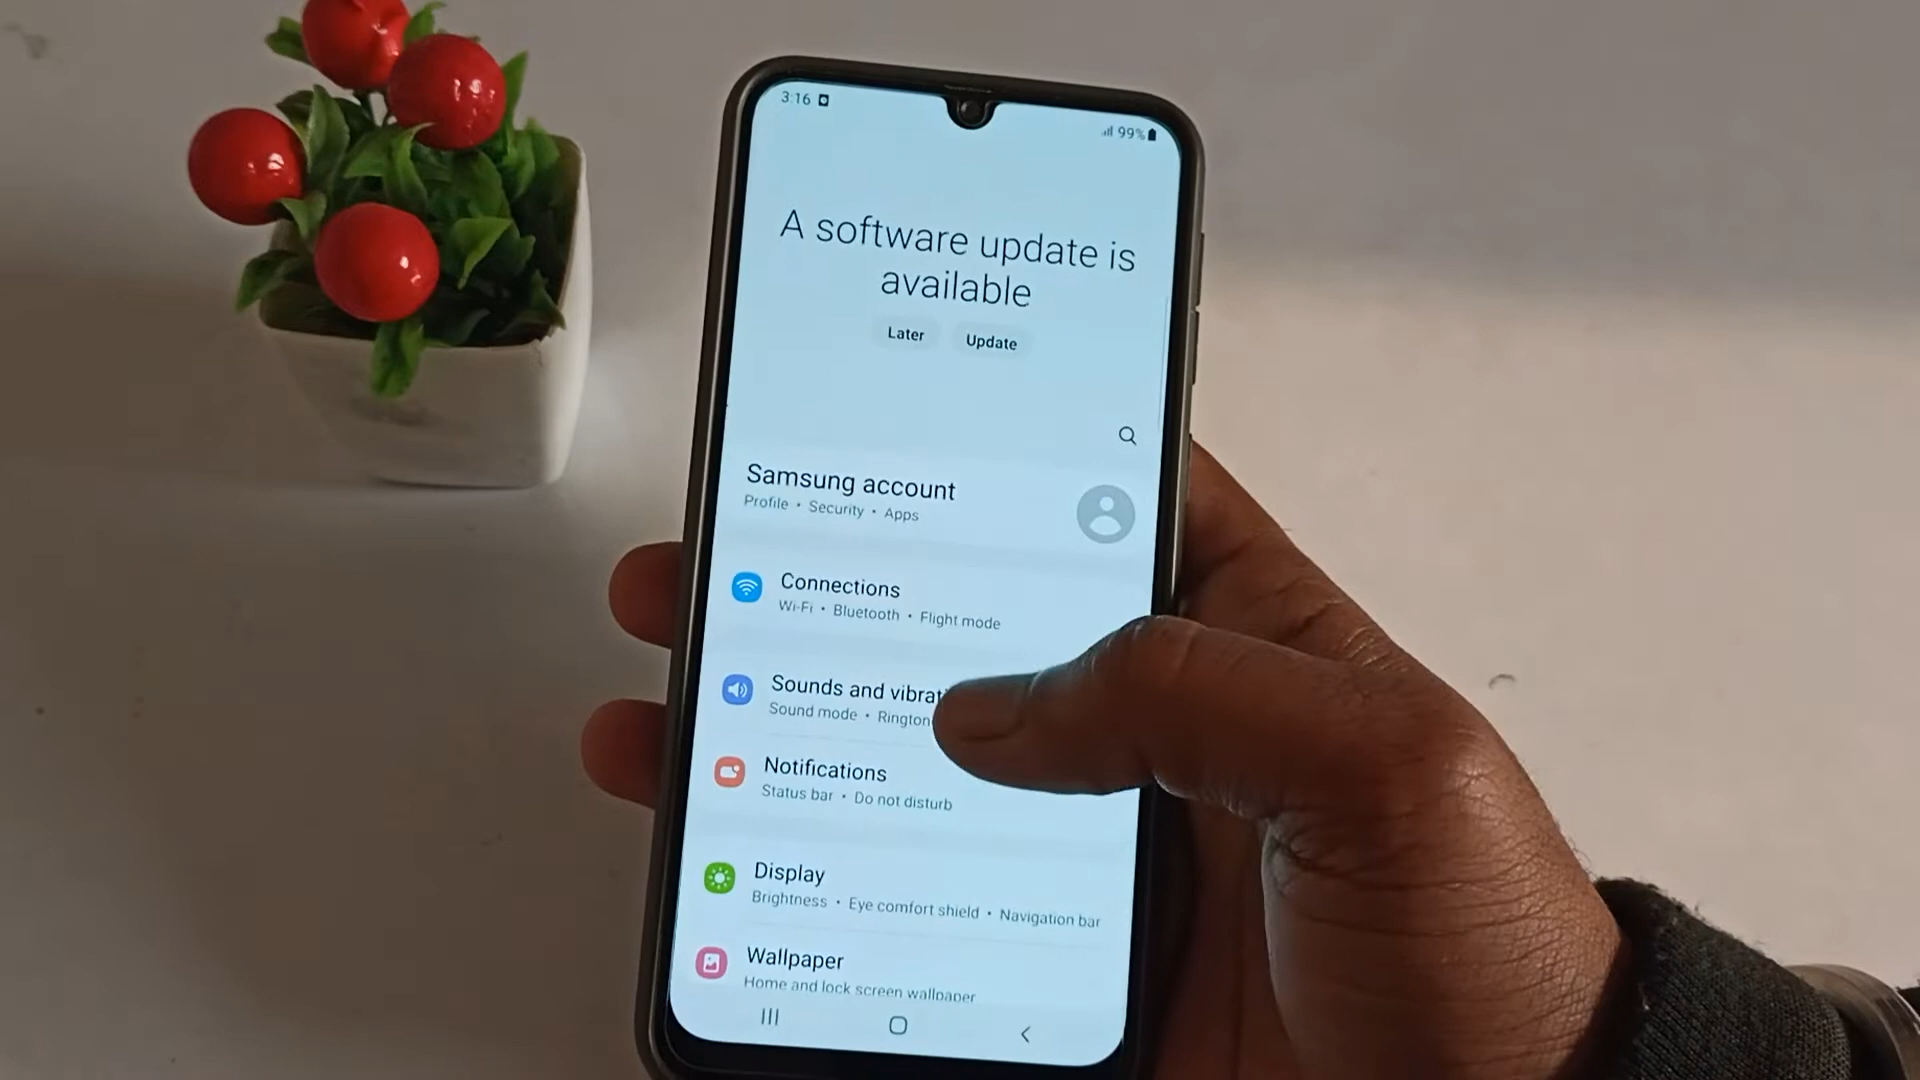 3:16
99%
A software update is
available
Later Update
Samsung account
Profile • Security • Apps
Connections
Wi-Fi • Bluetooth • Flight mode
Sounds and
Sound mode •
Notifications
Status bar • Do not disturb
Display
Brightness • Eye comfort shield • Navigation bar
Wallpaper
Home and lock screen wallpaper